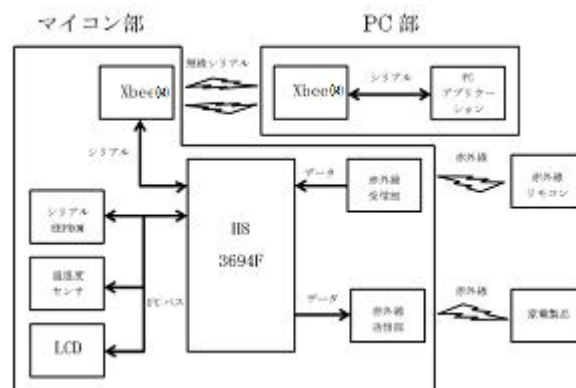 マイコン部
PC 部
無線シリアル
Xbee
Xbee
シリアル
PC
アプリケー
ション
シリアル
データ
赤外線
受信部
赤外線
赤外線
リモコン
シリアル
EEPROM
H8
3694F
温湿度
センサ
I²C バス
データ
赤外線
送信部
赤外線
家電製品
LCD